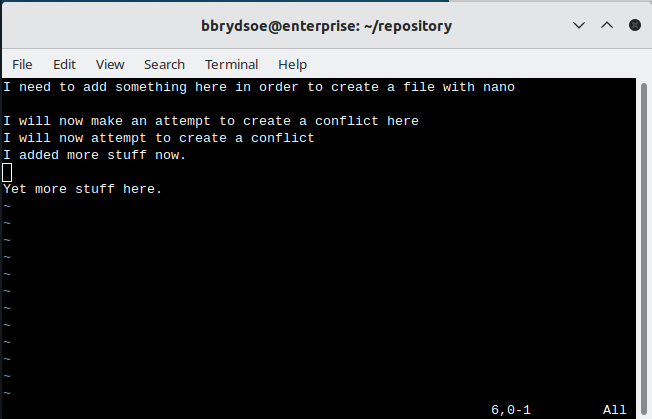 bbrydsoe@enterprise: ~/repository
File Edit View Search Terminal Help
I need to add something here in order to create a file with nano
I will now make an attempt to create a conflict here
I will now attempt to create a conflict
I added more stuff now.
Yet more stuff here.
~
~
~
~
~
~
~
~
~
~
~
~
6,0-1 All